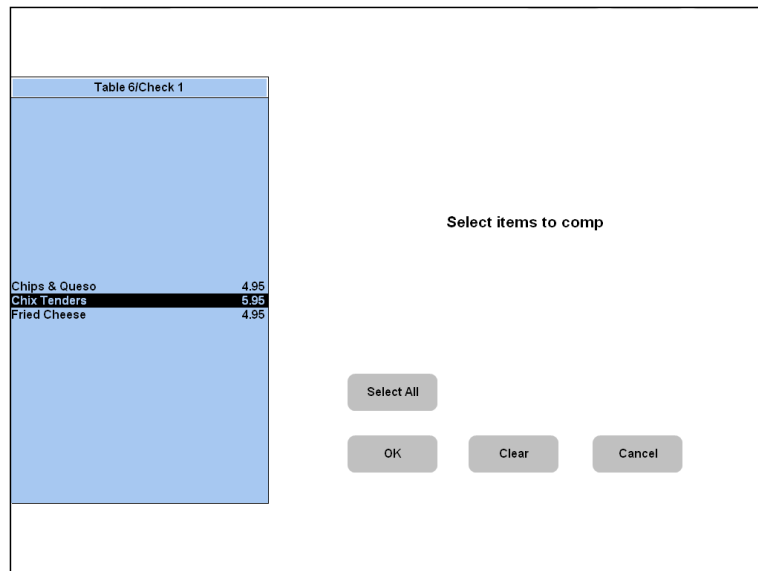 Table 6/Check 1
Select items to comp
Chips & Queso 4.95
Chix Tenders 5.95
Fried Cheese 4.95
Select All
OK Clear Cancel